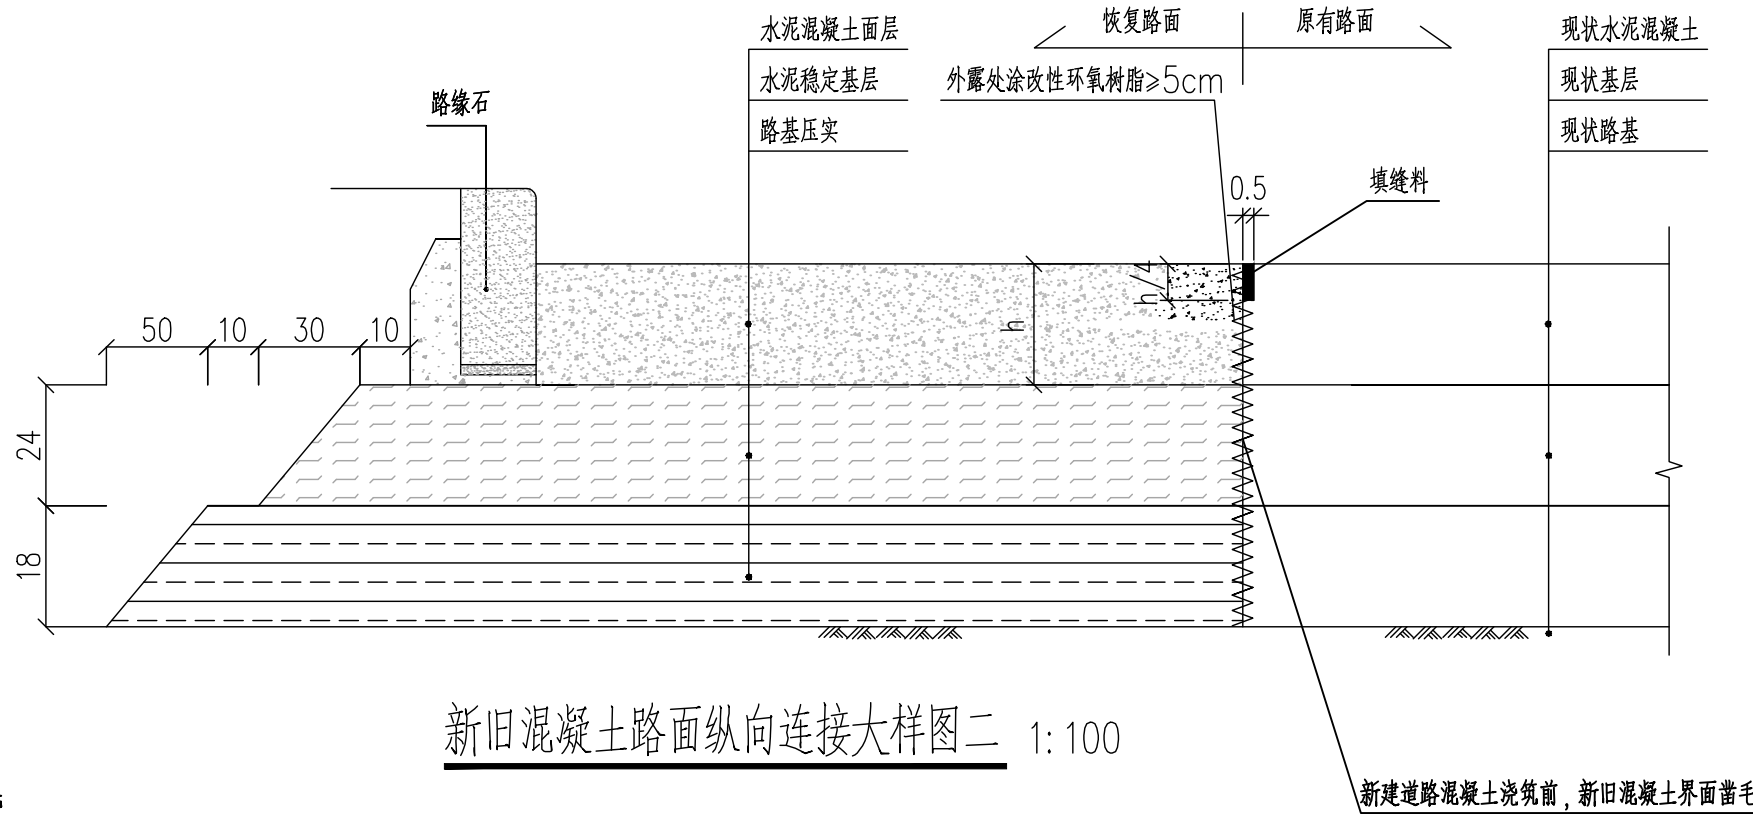 水泥混凝土面层
水泥稳定基层
路基压实
恢复路面
原有路面
现状水泥混凝土
现状基层
现状路基
外露处涂改性环氧树脂≥5cm
路缘石
填缝料
0.5
h/4
h
50
10
30
10
24
18
新旧混凝土路面纵向连接大样图二 1:100
新建道路混凝土浇筑前,新旧混凝土界面凿毛